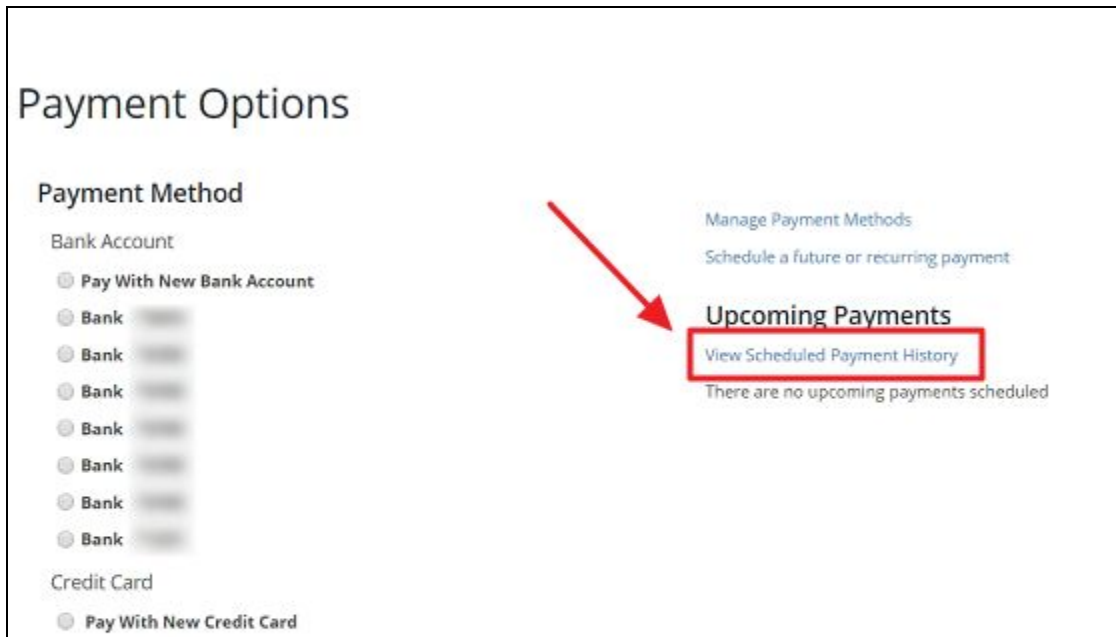 Payment Options
Payment Method
Bank Account
Pay With New Bank Account
Bank
Bank
Bank
Bank
Bank
Bank
Bank
Credit Card
Pay With New Credit Card
Manage Payment Methods
Schedule a future or recurring payment
Upcoming Payments
View Scheduled Payment History
There are no upcoming payments scheduled